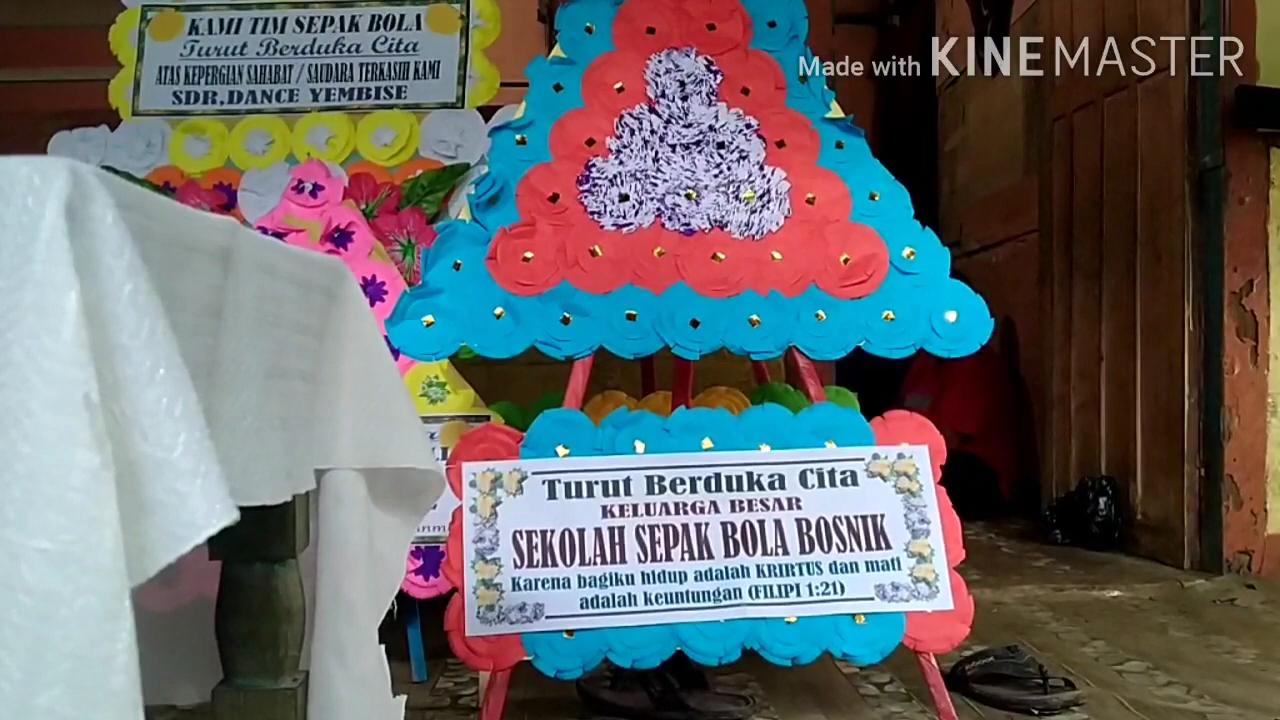 KAMI TIM SEPAK BOLA
Turut Berduka Cita
ATAS KEPERGIAN SAHABAT / SAUDARA TERKASIH KAMI
SDR,DANCE YEMBISE
Made with KINEMASTER
Turut Berduka Cita
KELUARGA BESAR
SEKOLAH SEPAK BOLA BOSNIK
Karena bagiku hidup adalah KRIRTUS dan mati
adalah keuntungan (FILIPI 1:21)